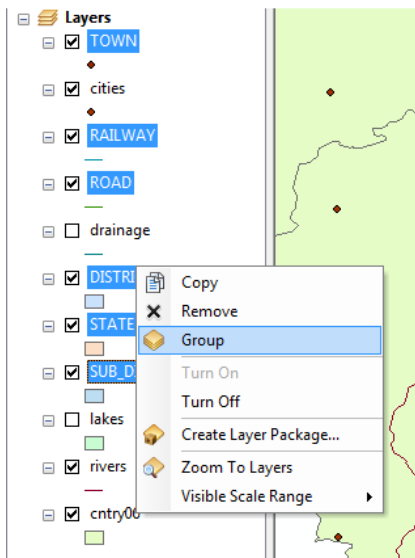 Layers
TOWN
cities
RAILWAY
ROAD
drainage
DISTRI
Copy
Remove
STATE
Group
SUB_D
Turn On
Turn Off
lakes
Create Layer Package...
rivers
Zoom To Layers
Visible Scale Range
cntry06